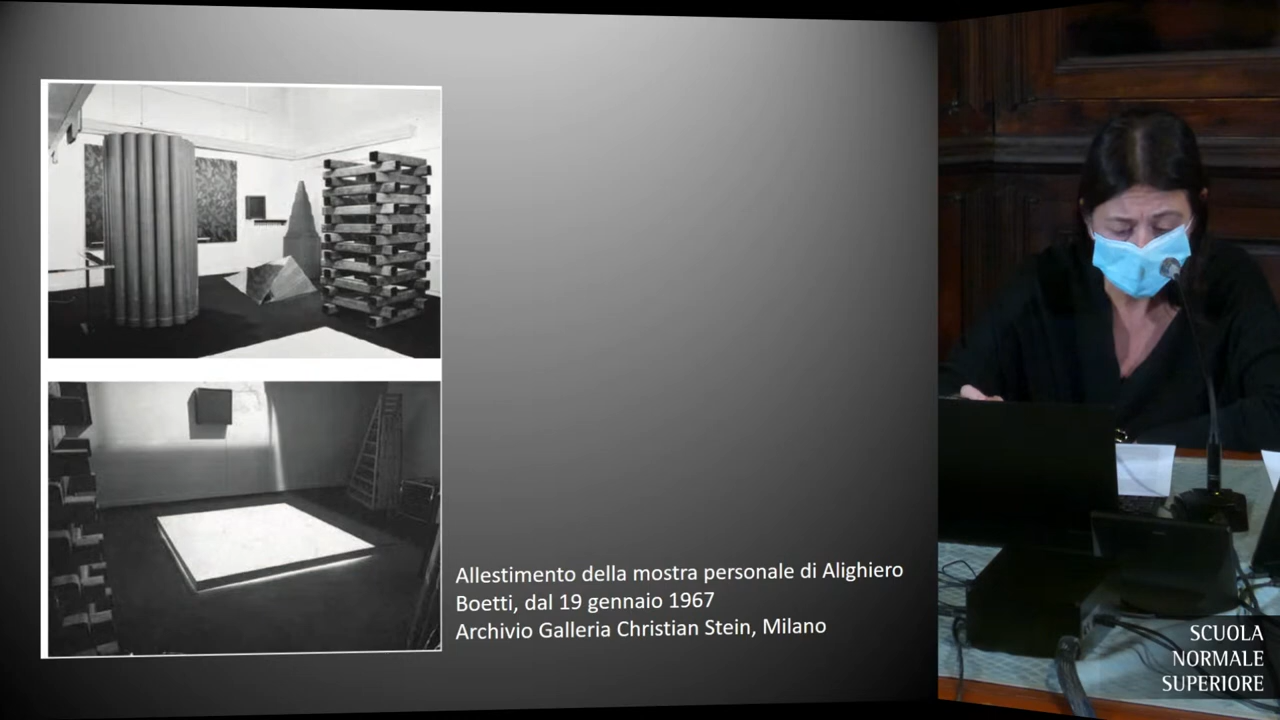 Allestimento della mostra personale di Alighiero
Boetti, dal 19 gennaio 1967
Archivio Galleria Christian Stein, Milano
SCUOLA
NORMALE
SUPERIORE